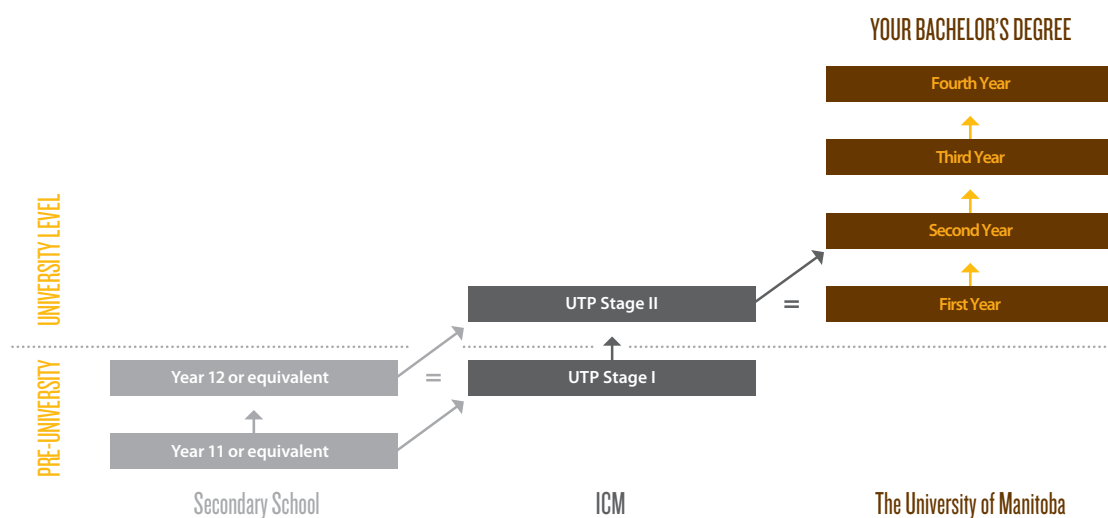 YOUR BACHELOR'S DEGREE
Fourth Year
Third Year
Second Year
UNIVERSITY LEVEL
UTP Stage II
=
First Year
PRE-UNIVERSITY
Year 12 or equivalent
=
UTP Stage I
Year 11 or equivalent
Secondary School
ICM
The University of Manitoba